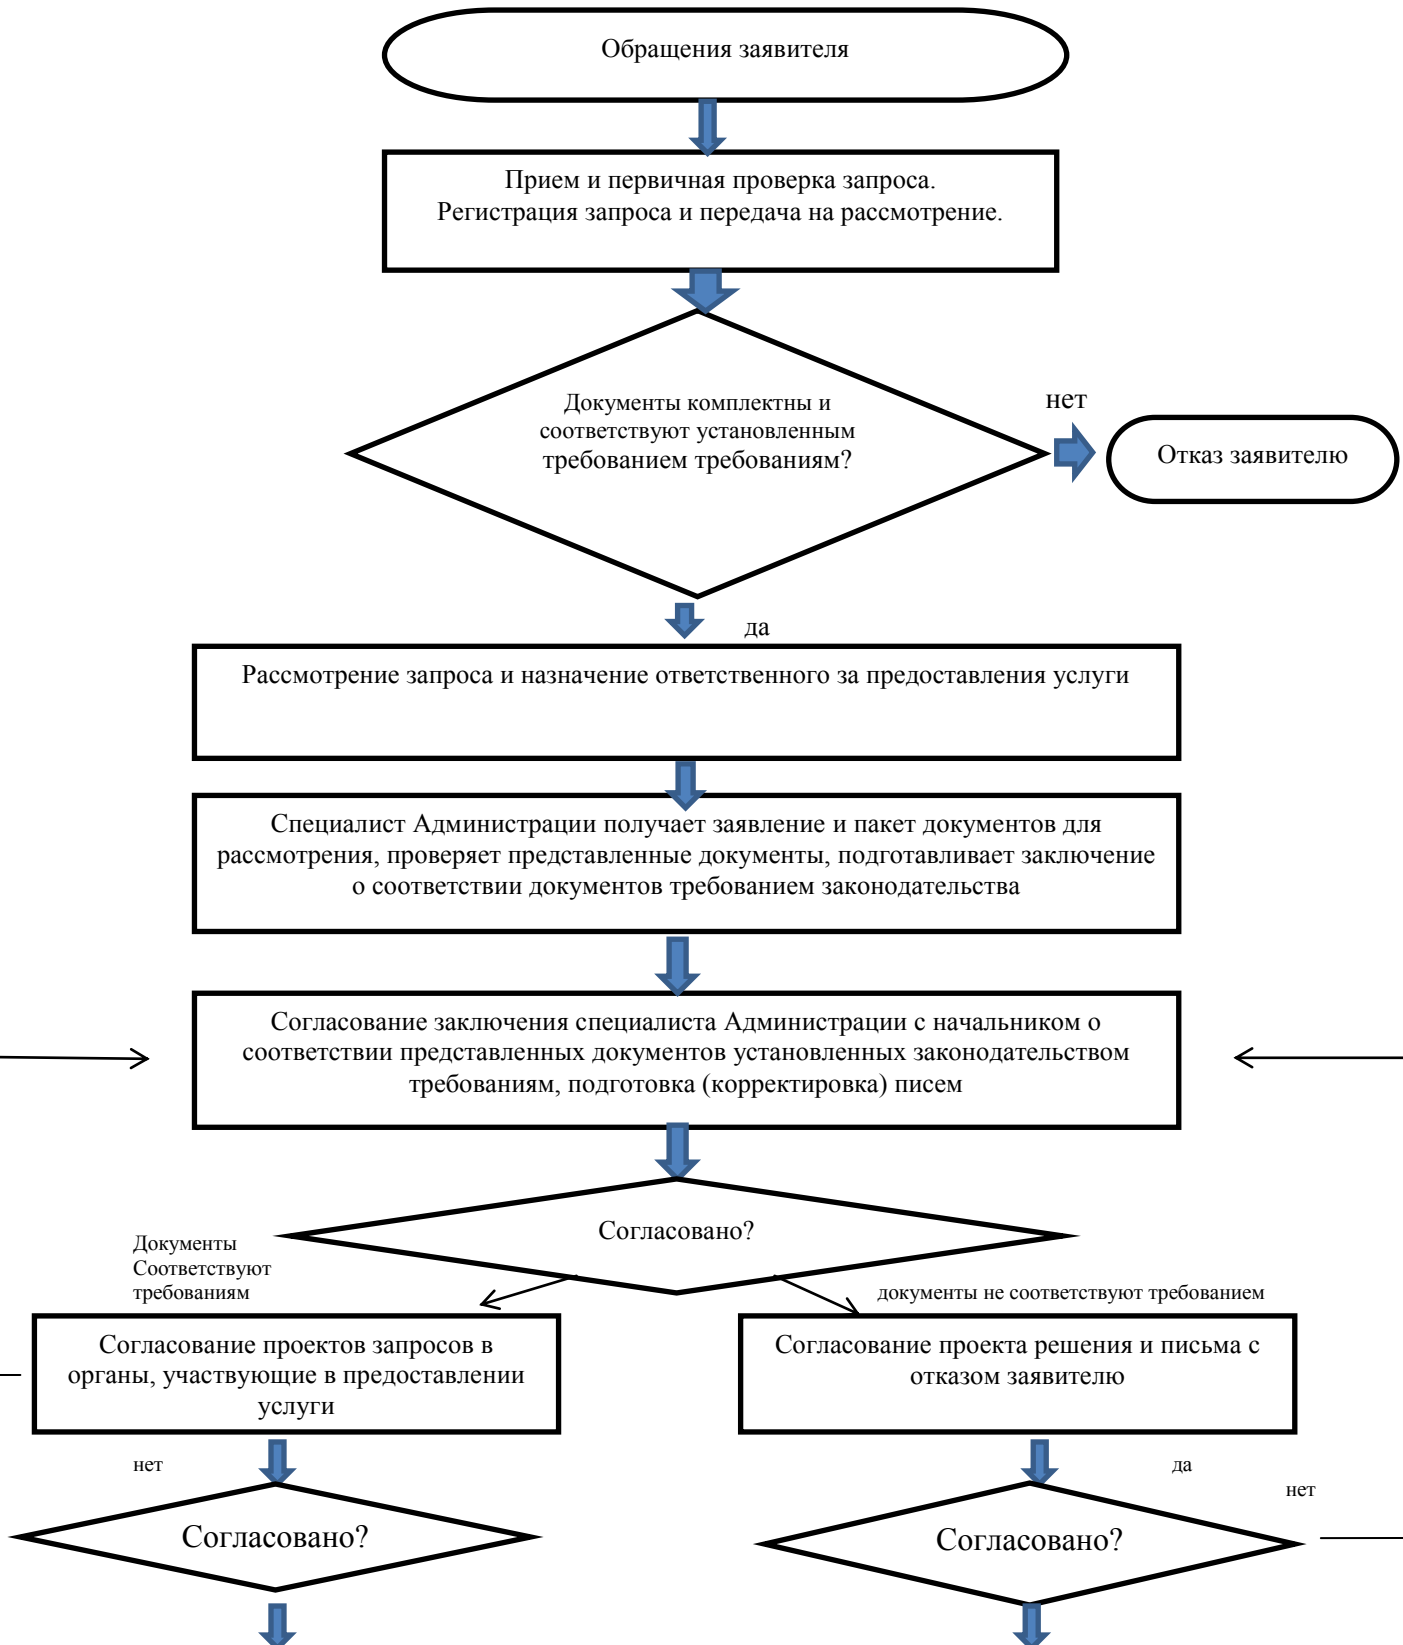 Обращения заявителя
Прием и первичная проверка запроса.
Регистрация запроса и передача на рассмотрение.
Документы комплектны и
соответствуют установленным
требованием требованиям?
нет
Отказ заявителю
да
Рассмотрение запроса и назначение ответственного за предоставления услуги
Специалист Администрации получает заявление и пакет документов для
рассмотрения, проверяет представленные документы, подготавливает заключение
о соответствии документов требованием законодательства
Согласование заключения специалиста Администрации с начальником о
соответствии представленных документов установленных законодательством
требованиям, подготовка (корректировка) писем
Согласовано?
Документы
Соответствуют
требованиям
документы не соответствуют требованием
Согласование проектов запросов в
органы, участвующие в предоставлении
услуги
Согласование проекта решения и письма с
отказом заявителю
нет
да
нет
Согласовано?
Согласовано?